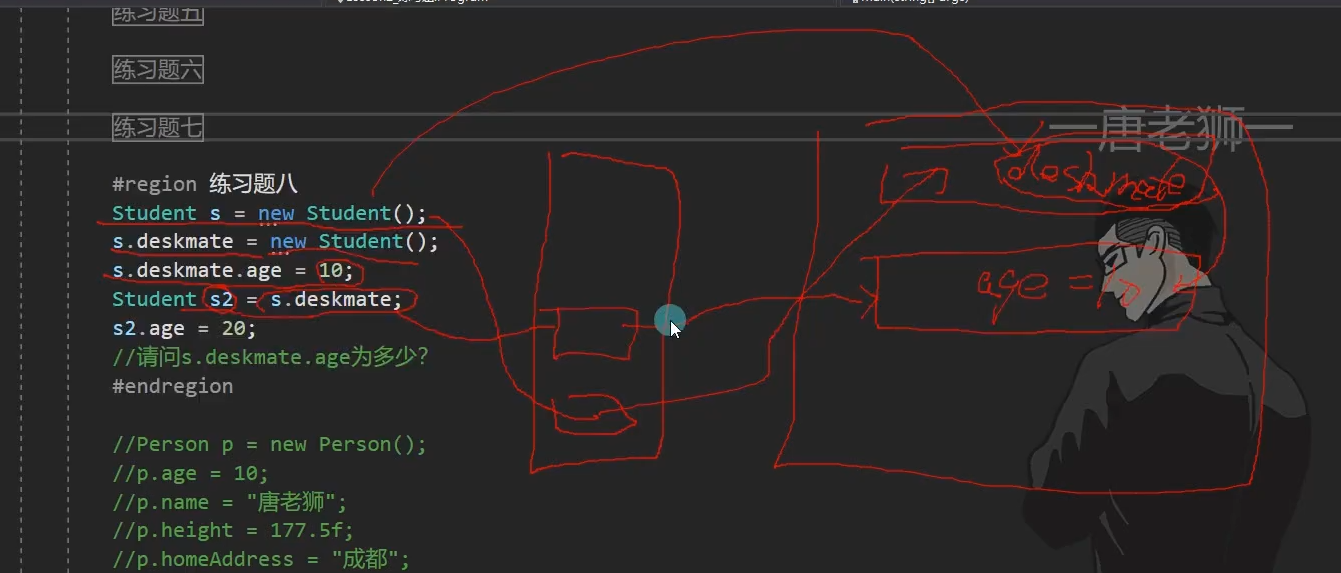 练习题五
练习题六
练习题七
一唐老狮一
#region 练习题八
Student s = new Student();
s.deskmate = new Student();
s.deskmate.age = 10;
Student s2 = s.deskmate;
s2.age = 20;
//请问s.deskmate.age为多少?
#endregion
deskmate
age =
//Person p = new Person();
//p.age = 10;
//p.name = "唐老狮";
//p.height = 177.5f;
//p.homeAddress = "成都";